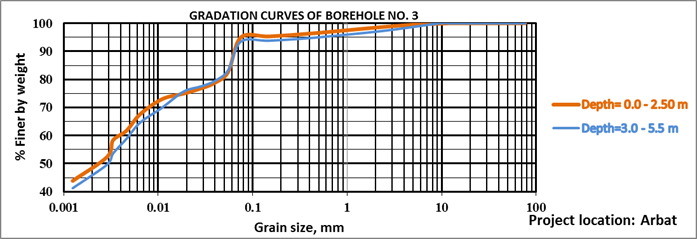 GRADATION CURVES OF BOREHOLE NO. 3
% Finer by weight
100
90
80
70
60
50
40
0.001 0.01 0.1 1 10 100
Grain size, mm
Depth= 0.0 - 2.50 m
Depth=3.0 - 5.5 m
Project location: Arbat